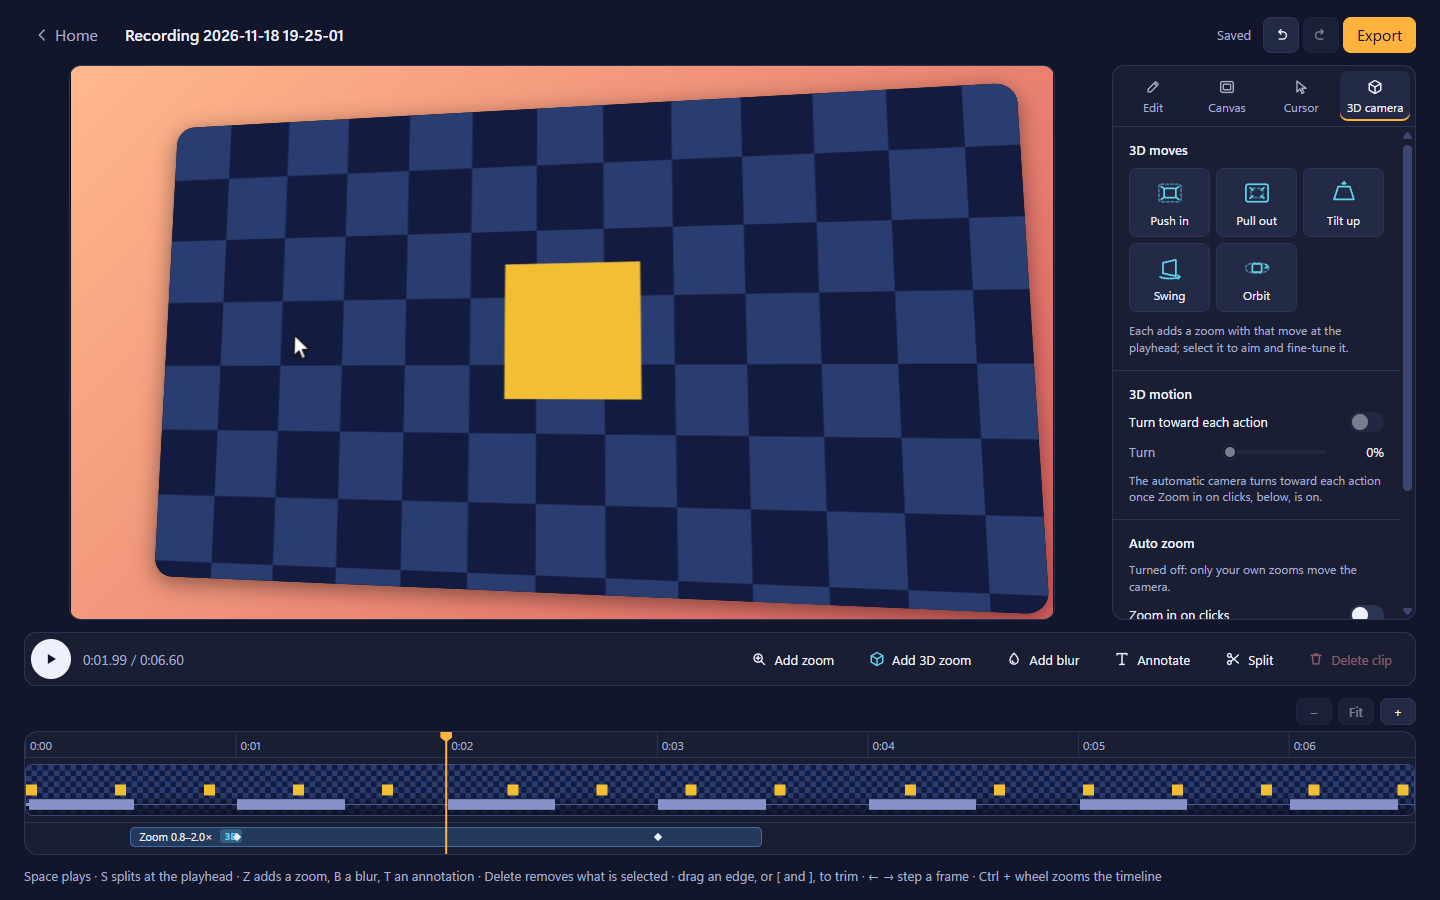 Home
Recording 2026-11-18 19-25-01
Saved
Export
Edit
Canvas
Cursor
3D camera
3D moves
Push in
Pull out
Tilt up
Swing
Orbit
Each adds a zoom with that move at the
playhead; select it to aim and fine-tune it.
3D motion
Turn toward each action
Turn
0%
The automatic camera turns toward each action
once Zoom in on clicks, below, is on.
Auto zoom
Turned off: only your own zooms move the
camera.
Zoom in on clicks
0:01.99 / 0:06.60
Add zoom
Add 3D zoom
Add blur
Annotate
Split
Delete clip
– Fit +
0:00
0:01
0:02
0:03
0:04
0:05
0:06
Zoom 0.8–2.0×
Space plays · S splits at the playhead · Z adds a zoom, B a blur, T an annotation · Delete removes what is selected · drag an edge, or [ and ], to trim · ← → step a frame · Ctrl + wheel zooms the timeline